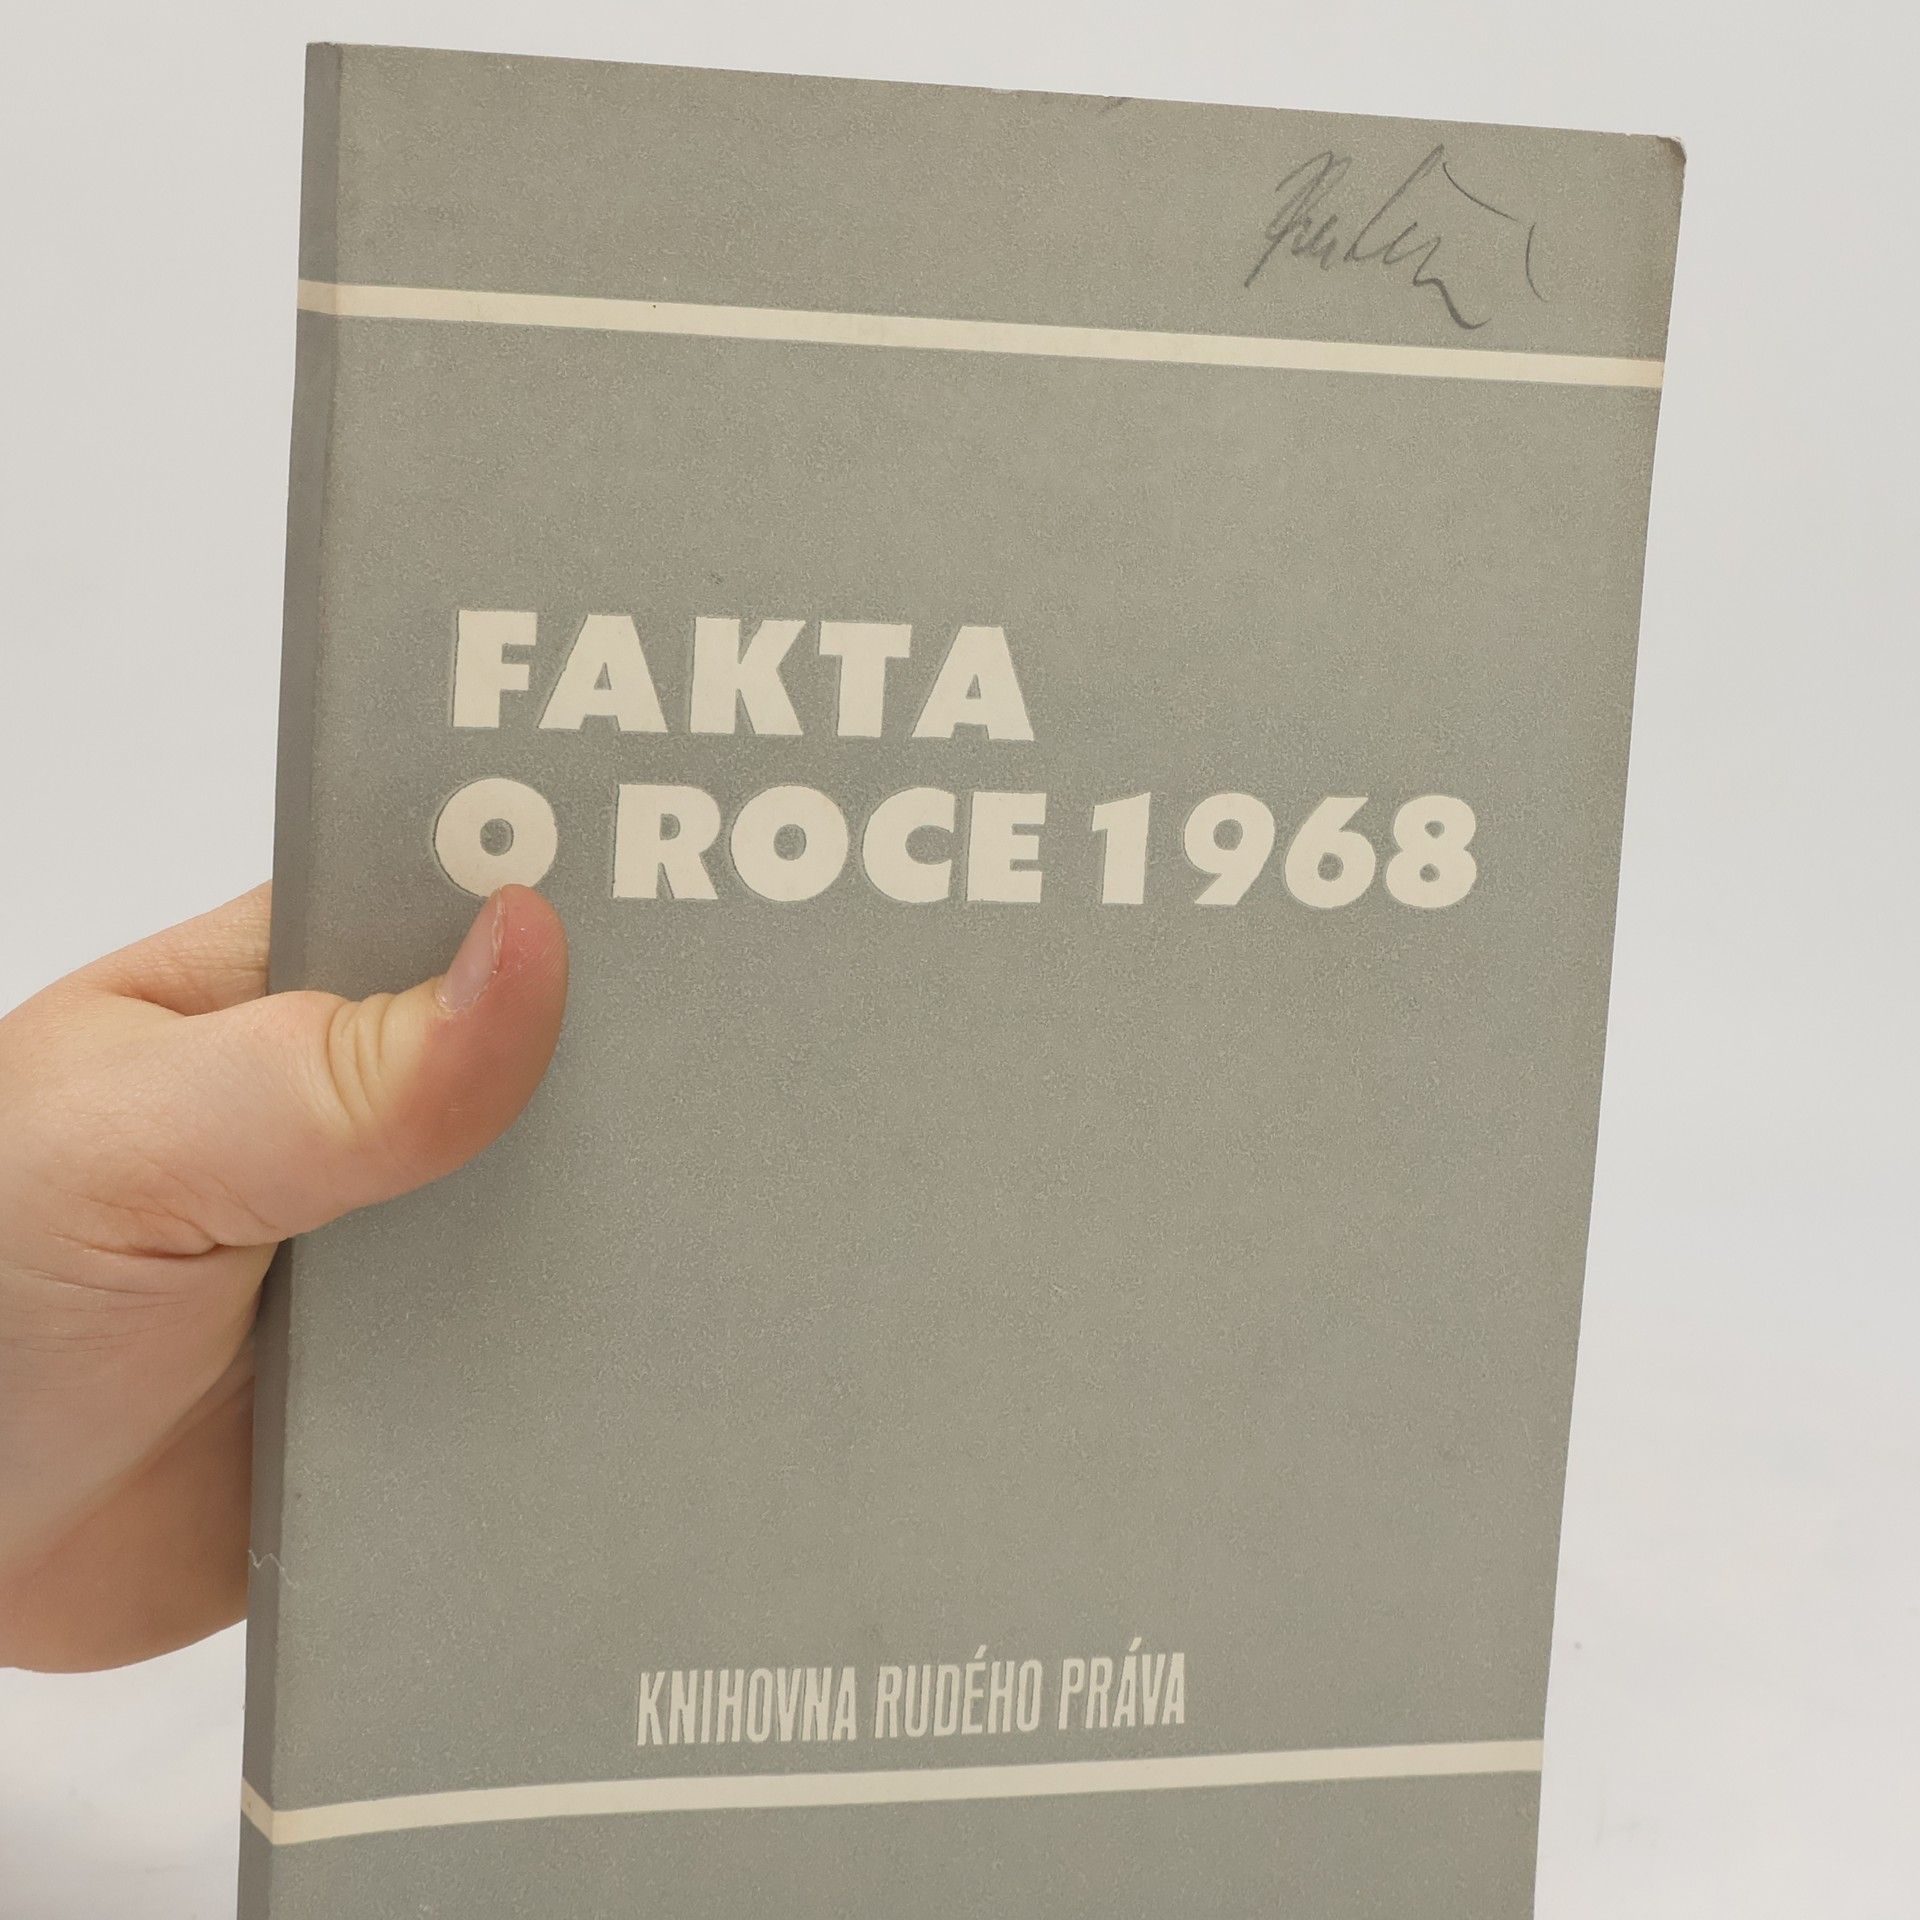 FAKTA
O ROCE 1968
KNIHOVNA RUDÉHO PRÁVA